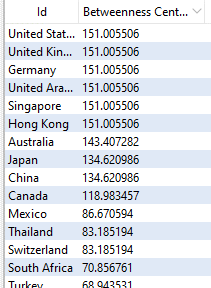 Id Betweenness Cent...
United Stat... 151.005506
United Kin... 151.005506
Germany 151.005506
United Ara... 151.005506
Singapore 151.005506
Hong Kong 151.005506
Australia 143.407282
Japan 134.620986
China 134.620986
Canada 118.983457
Mexico 86.670594
Thailand 83.185194
Switzerland 83.185194
South Africa 70.856761
Turkey 68.943531